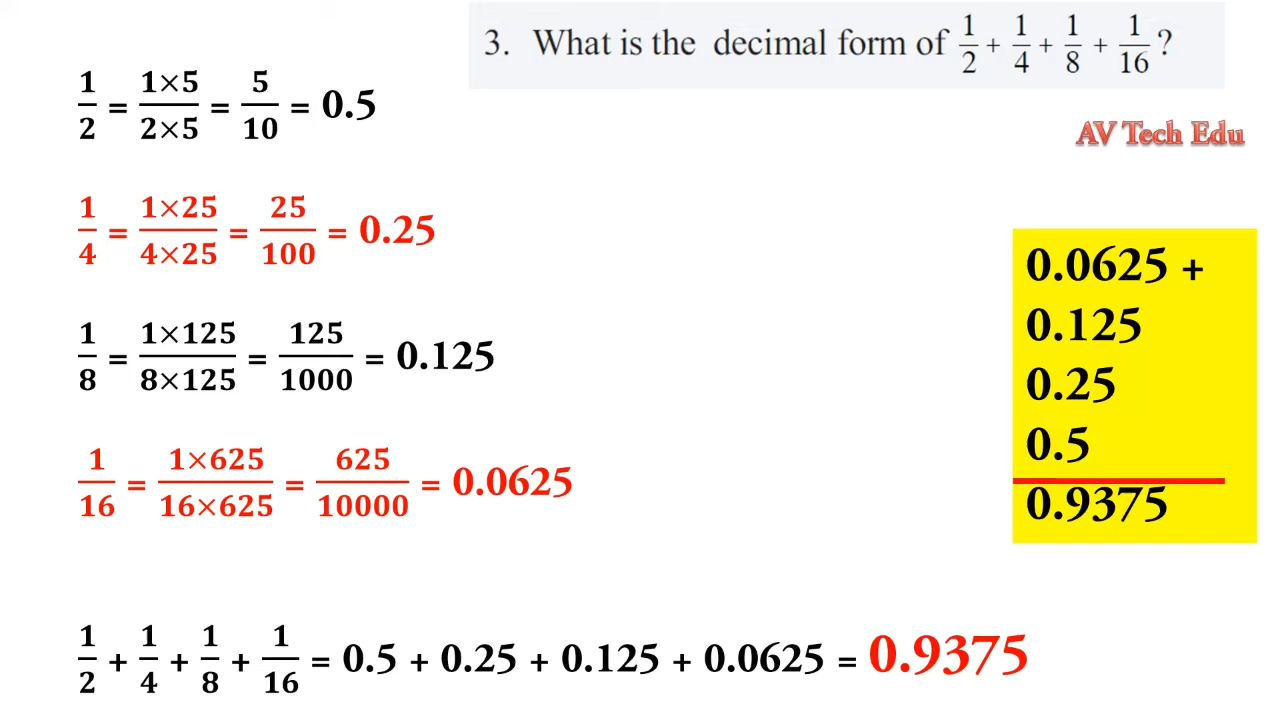 3. What is the decimal form of 1/2 + 1/4 + 1/8 + 1/16 ?
AV Tech Edu
1/2 = 1×5/2×5 = 5/10 = 0.5
1/4 = 1×25/4×25 = 25/100 = 0.25
1/8 = 1×125/8×125 = 125/1000 = 0.125
1/16 = 1×625/16×625 = 625/10000 = 0.0625
0.0625 +
0.125
0.25
0.5
0.9375
1/2 + 1/4 + 1/8 + 1/16 = 0.5 + 0.25 + 0.125 + 0.0625 = 0.9375